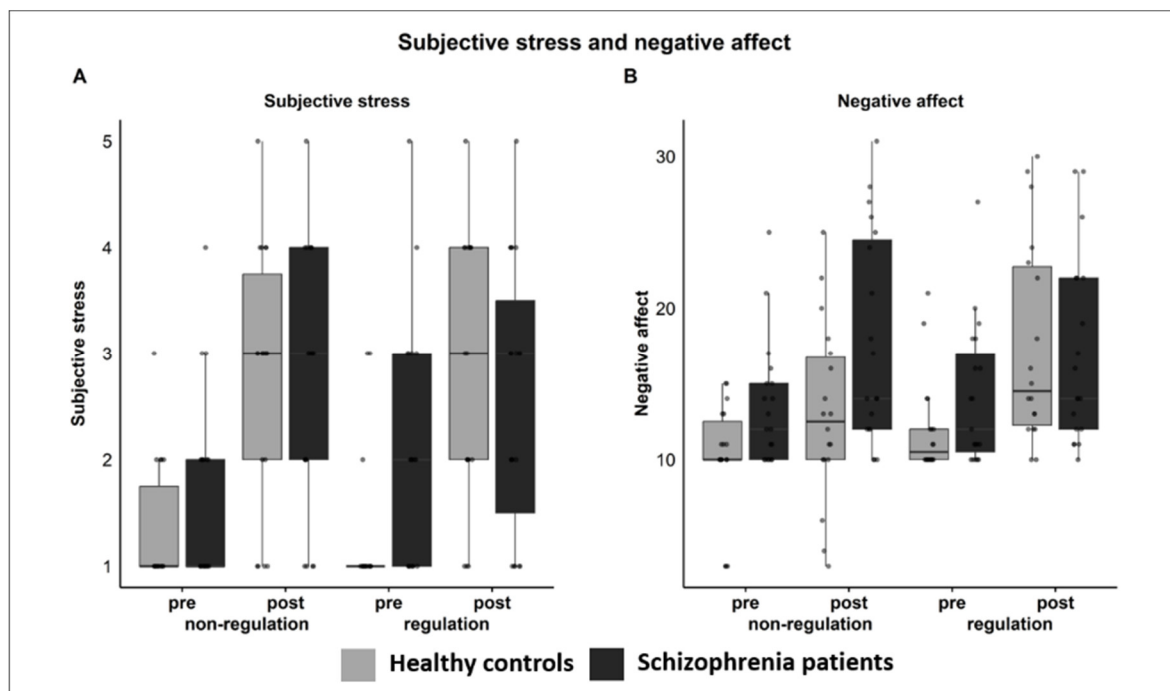 Subjective stress and negative affect
A
Subjective stress
Subjective stress
5
4
3
2
1
pre
post
pre
post
non-regulation
regulation
B
Negative affect
Negative affect
30
20
10
pre
post
pre
post
non-regulation
regulation
Healthy controls
Schizophrenia patients